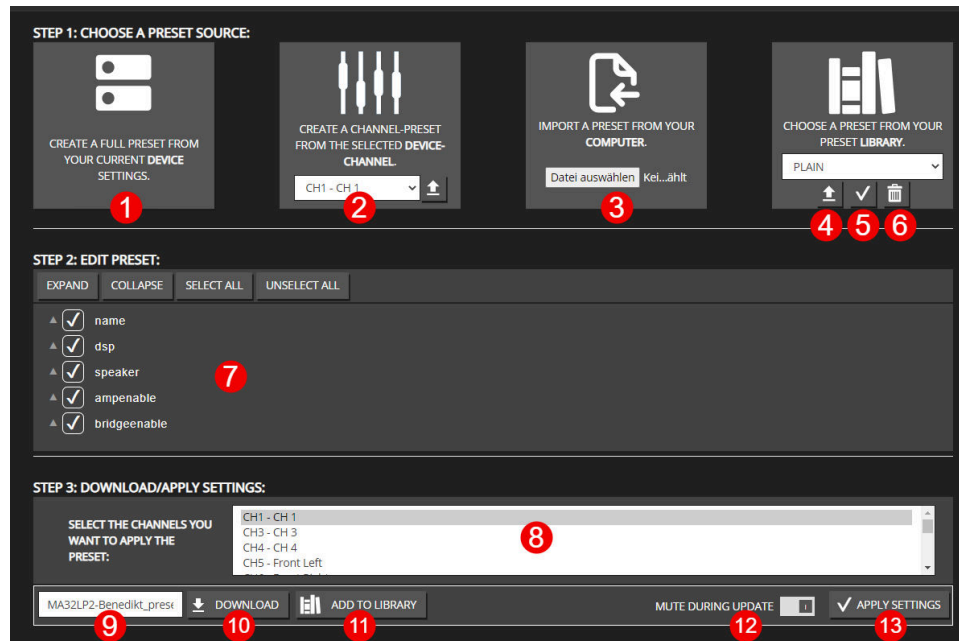 STEP 1: CHOOSE A PRESET SOURCE:
CREATE A FULL PRESET FROM
YOUR CURRENT DEVICE
SETTINGS.
1
CREATE A CHANNEL-PRESET
FROM THE SELECTED DEVICE-
CHANNEL.
CH1 - CH 1
2
IMPORT A PRESET FROM YOUR
COMPUTER.
Datei auswählen Kei...ählt
3
CHOOSE A PRESET FROM YOUR
PRESET LIBRARY.
PLAIN
4 5 6
STEP 2: EDIT PRESET:
EXPAND COLLAPSE SELECT ALL UNSELECT ALL
name
dsp
speaker
ampenable
bridgeenable
7
STEP 3: DOWNLOAD/APPLY SETTINGS:
SELECT THE CHANNELS YOU
WANT TO APPLY THE
PRESET:
CH1 - CH 1
CH3 - CH 3
CH4 - CH 4
CH5 - Front Left
8
MA32LP2-Benedikt_prese DOWNLOAD ADD TO LIBRARY MUTE DURING UPDATE APPLY SETTINGS
9 10 11 12 13